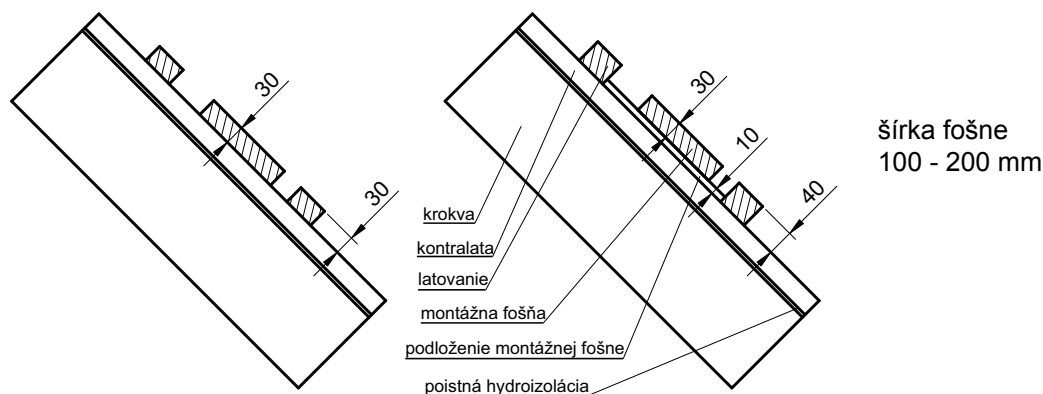 30
30
30
10
40
šírka fošne
100 - 200 mm
krokva
kontralata
latovanie
montážna fošňa
podloženie montážnej fošne
poistná hydroizolácia